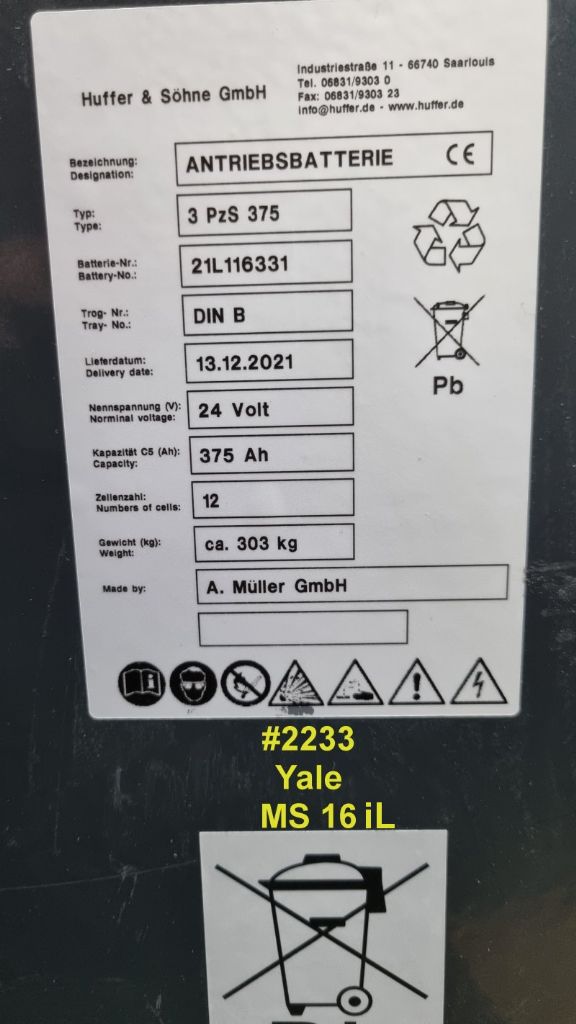 Huffer & Söhne GmbH
Industriestraße 11 - 66740 Saarlouis
Tel. 06831/9303 0
Fax: 06831/9303 23
info@huffer.de - www.huffer.de
Bezeichnung: ANTRIEBSBATTERIE CE
Designation:
Typ: 3 PzS 375
Type:
Batterie-Nr.: 21L116331
Battery-No.:
Trog- Nr.: DIN B
Tray- No.:
Lieferdatum: 13.12.2021
Delivery date:
Pb
Nennspannung (V): 24 Volt
Norminal voltage:
Kapazität C5 (Ah): 375 Ah
Capacity:
Zellenzahl: 12
Numbers of cells:
Gewicht (kg): ca. 303 kg
Weight:
Made by: A. Müller GmbH
#2233
Yale
MS 16 iL